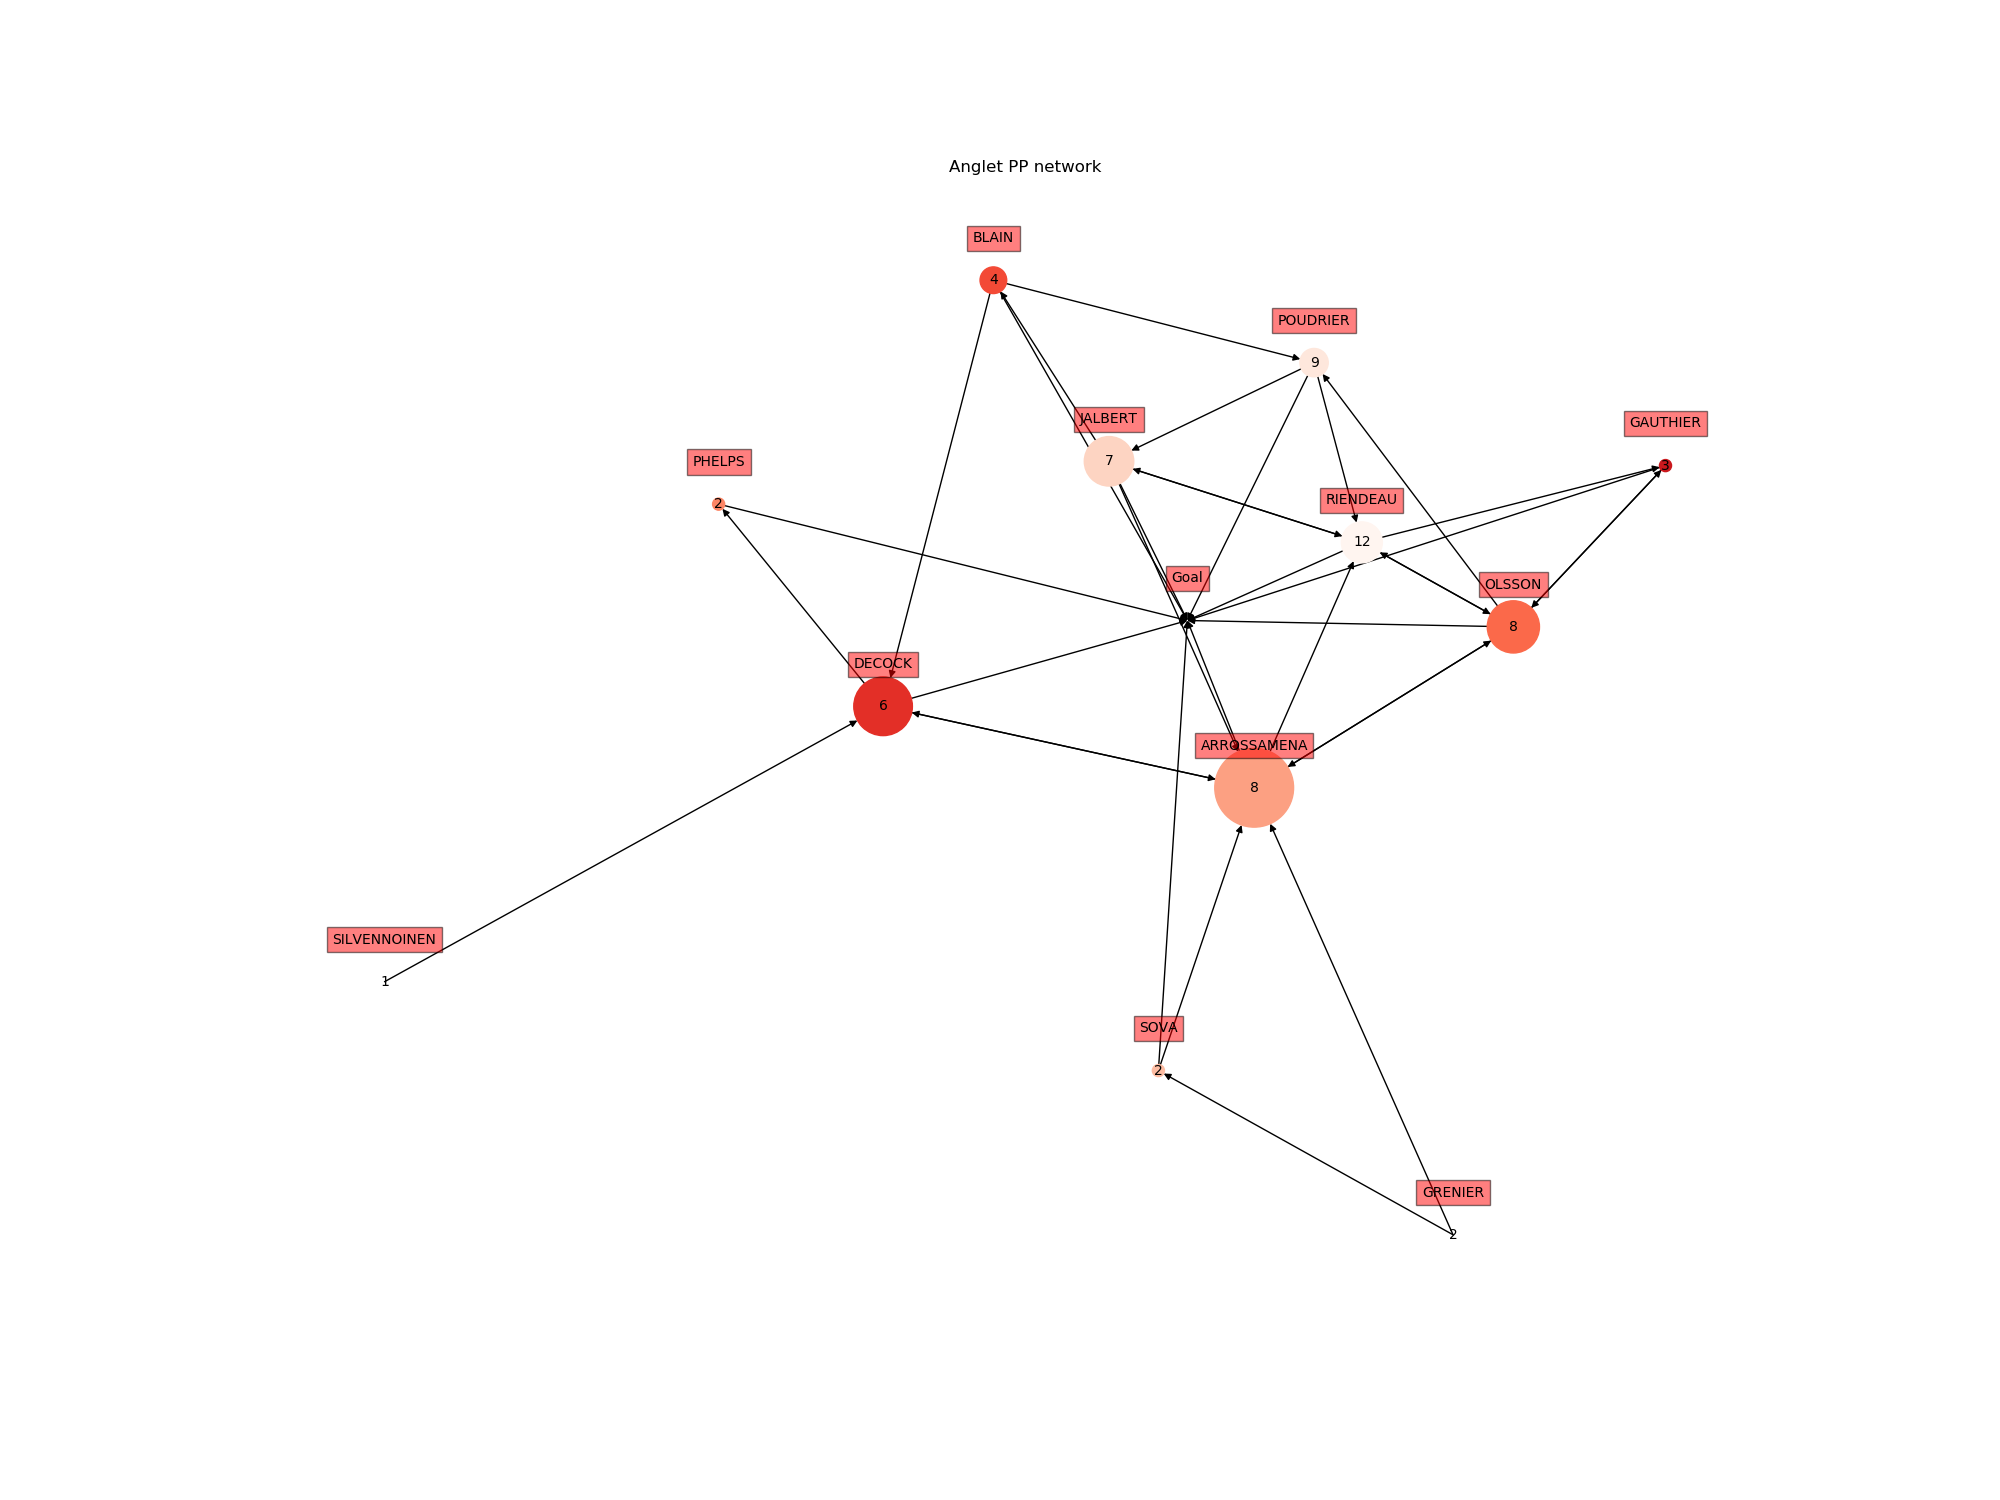 Anglet PP network
BLAIN
4
POUDRIER
9
JALBERT
7
GAUTHIER
3
PHELPS
2
RIENDEAU
12
Goal
OLSSON
8
DECOCK
6
ARROSSAMENA
8
SILVENNOINEN
1
SOVA
2
GRENIER
2